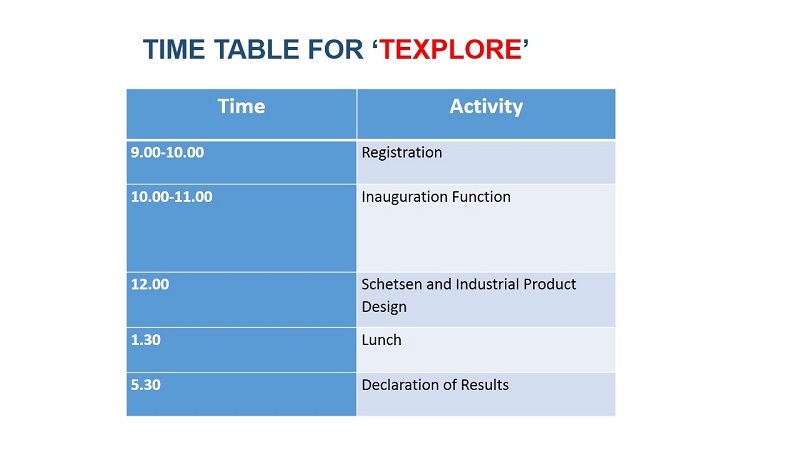 TIME TABLE FOR ‘TEXPLORE’
Time Activity
9.00-10.00 Registration
10.00-11.00 Inauguration Function
12.00 Schetsen and Industrial Product
Design
1.30 Lunch
5.30 Declaration of Results